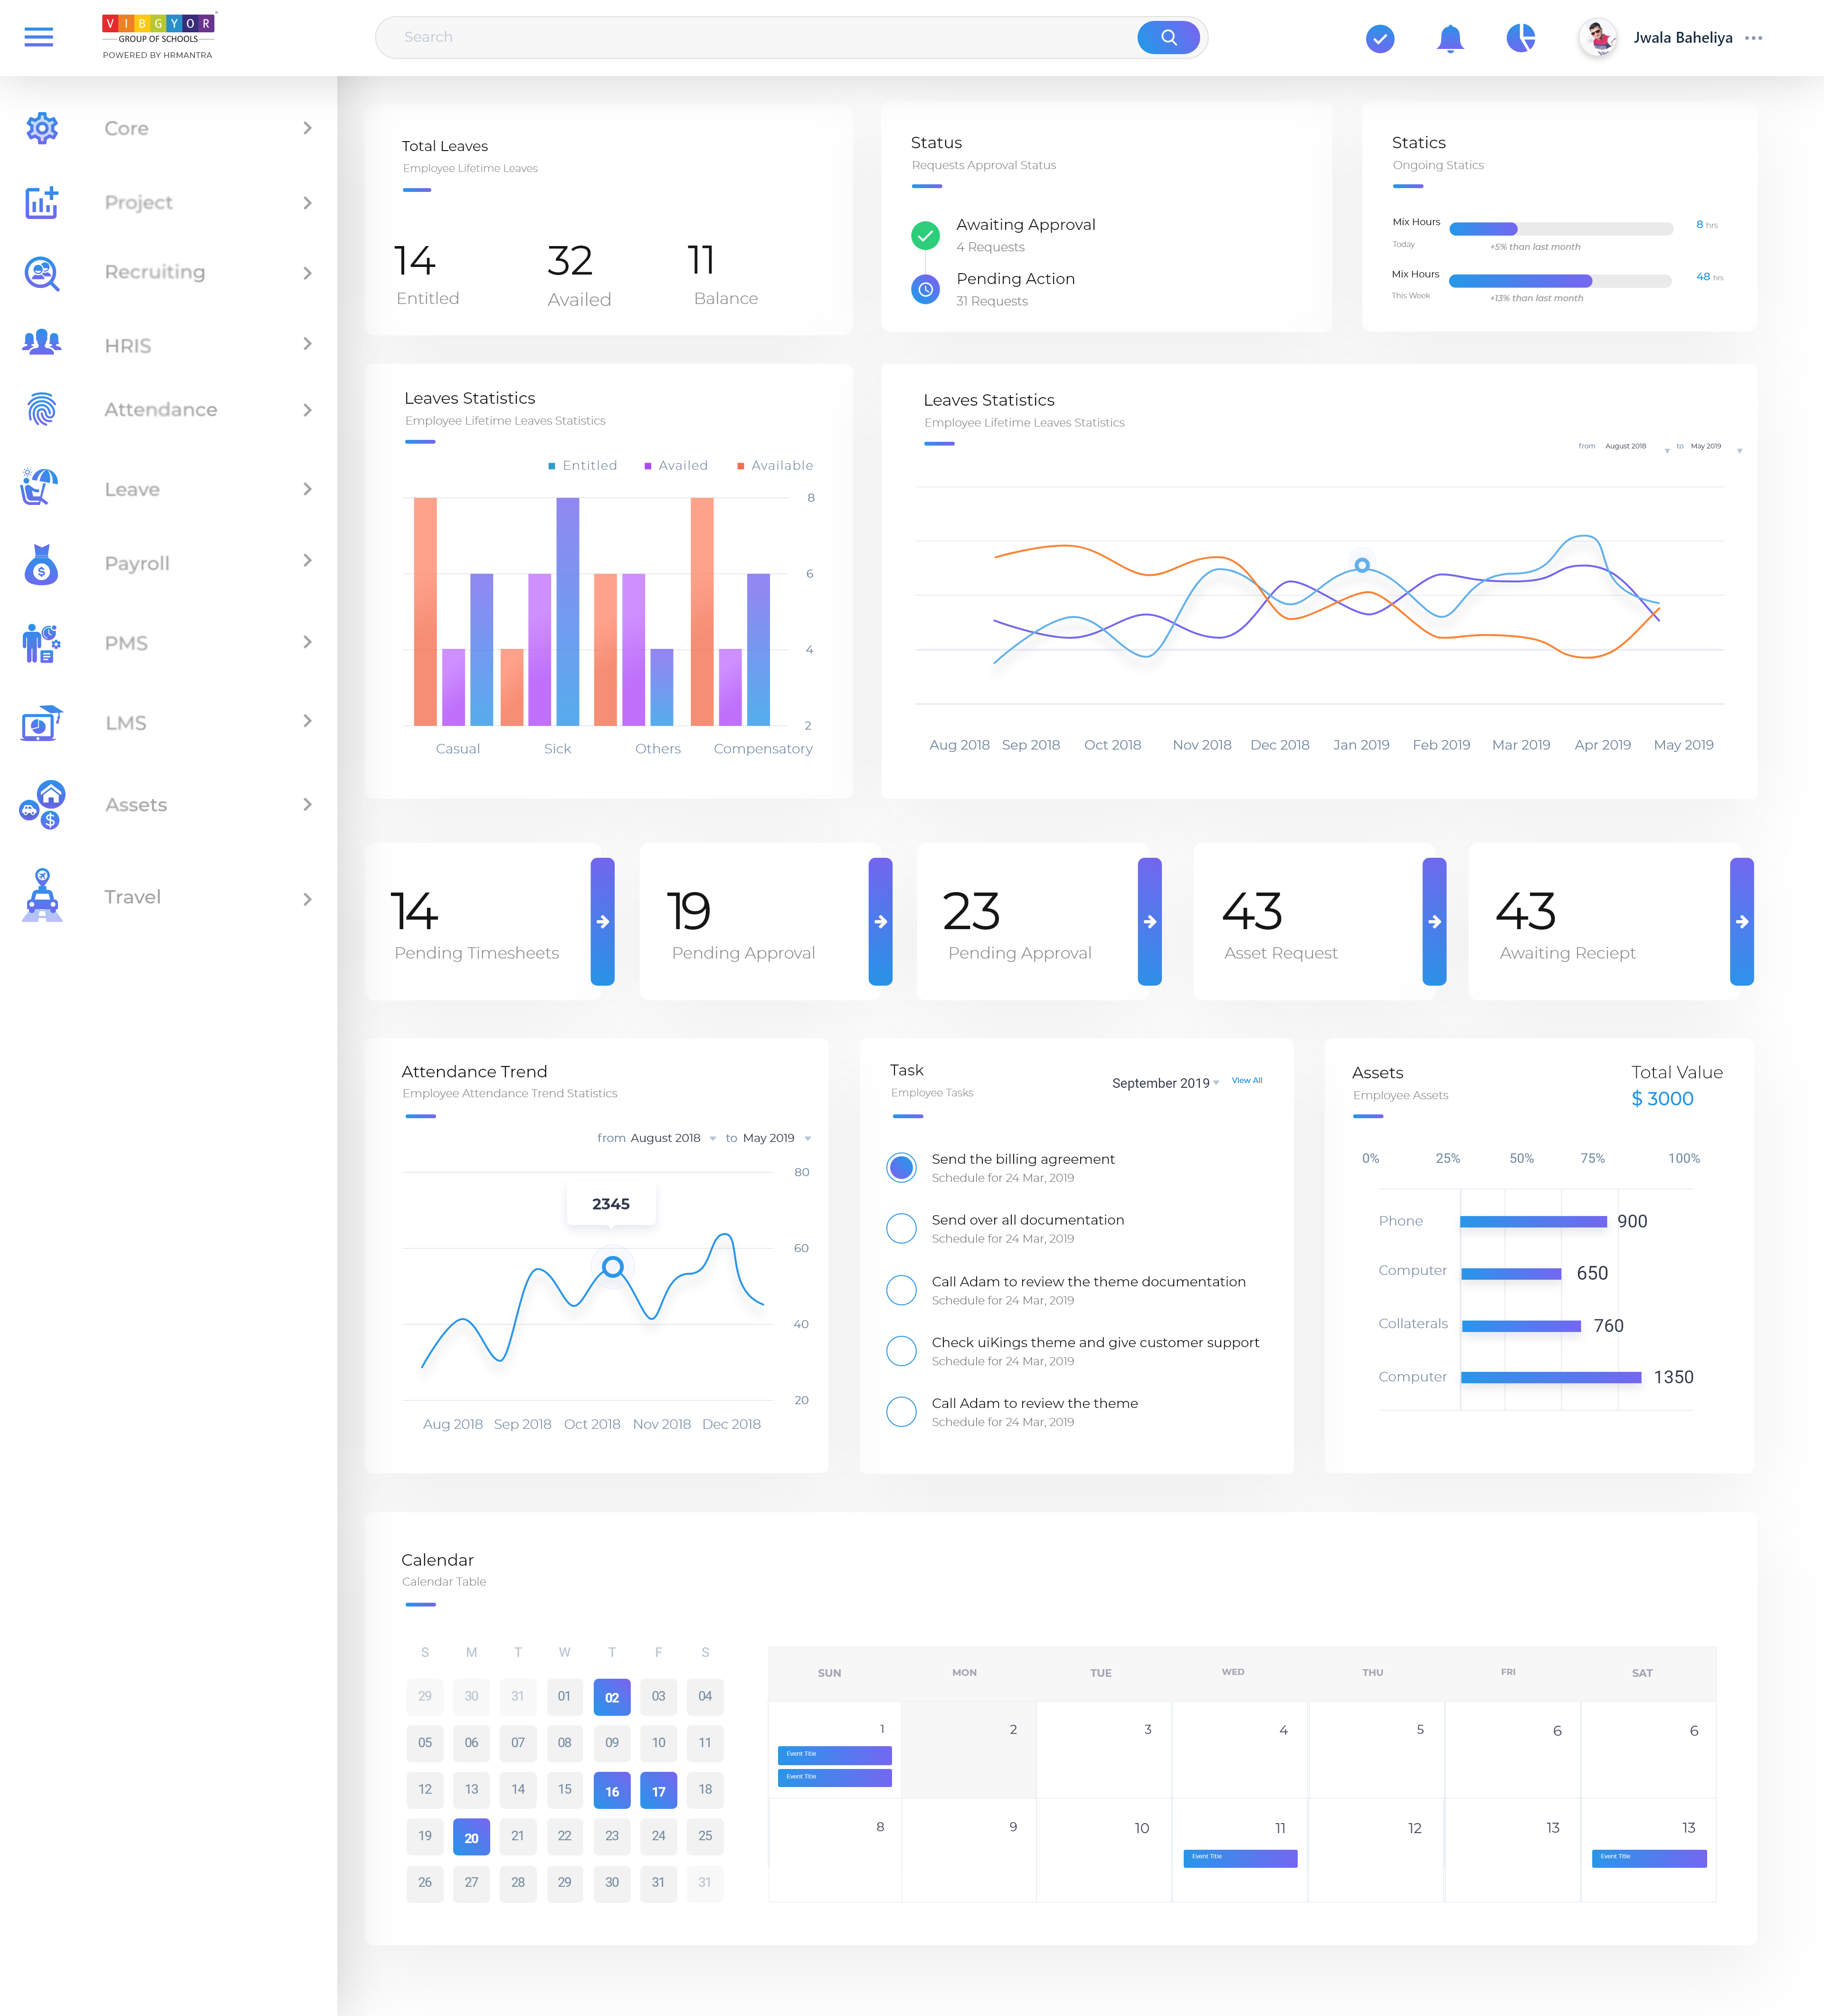 VIBGYOR
GROUP OF SCHOOLS
POWERED BY HRMANTRA
Search
Jwala Baheliya
Core
Project
Recruiting
HRIS
Attendance
Leave
Payroll
PMS
LMS
Assets
Travel
Total Leaves
Employee Lifetime Leaves
14 32 11
Entitled Availed Balance
Status
Requests Approval Status
Awaiting Approval
4 Requests
Pending Action
31 Requests
Statics
Ongoing Statics
Mix Hours 8 hrs
Today +5% than last month
Mix Hours 48 hrs
This Week +13% than last month
Leaves Statistics
Employee Lifetime Leaves Statistics
Entitled Availed Available
8
6
4
2
Casual Sick Others Compensatory
Leaves Statistics
Employee Lifetime Leaves Statistics
from August 2018 to May 2019
Aug 2018 Sep 2018 Oct 2018 Nov 2018 Dec 2018 Jan 2019 Feb 2019 Mar 2019 Apr 2019 May 2019
14
Pending Timesheets
19
Pending Approval
23
Pending Approval
43
Asset Request
43
Awaiting Reciept
Attendance Trend
Employee Attendance Trend Statistics
from August 2018 to May 2019
80
2345
60
40
20
Aug 2018 Sep 2018 Oct 2018 Nov 2018 Dec 2018
Task
Employee Tasks
September 2019 View All
Send the billing agreement
Schedule for 24 Mar, 2019
Send over all documentation
Schedule for 24 Mar, 2019
Call Adam to review the theme documentation
Schedule for 24 Mar, 2019
Check uiKings theme and give customer support
Schedule for 24 Mar, 2019
Call Adam to review the theme
Schedule for 24 Mar, 2019
Assets
Employee Assets
Total Value
$ 3000
0% 25% 50% 75% 100%
Phone 900
Computer 650
Collaterals 760
Computer 1350
Calendar
Calendar Table
S M T W T F S
29 30 31 01 02 03 04
05 06 07 08 09 10 11
12 13 14 15 16 17 18
19 20 21 22 23 24 25
26 27 28 29 30 31 31
SUN MON TUE WED THU FRI SAT
1 2 3 4 5 6 6
Event Title
Event Title
8 9 10 11 12 13 13
Event Title Event Title